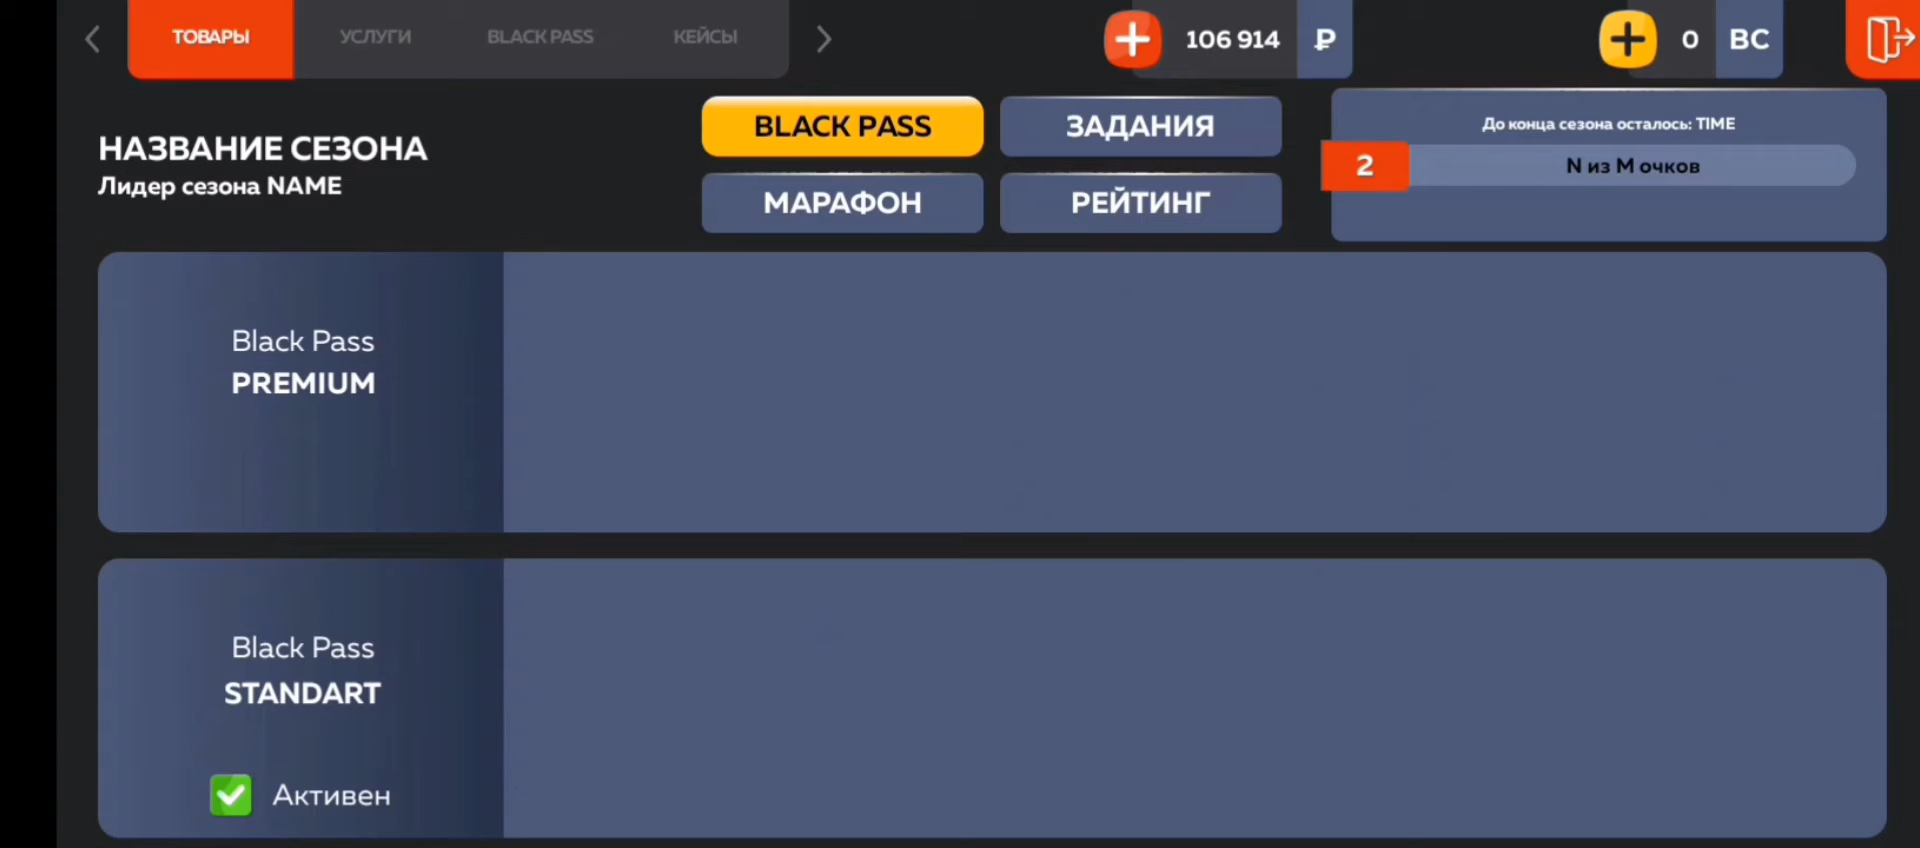 ТОВАРЫ УСЛУГИ BLACK PASS КЕЙСЫ 106 914 ₽ 0 BC
НАЗВАНИЕ СЕЗОНА
Лидер сезона NAME
BLACK PASS ЗАДАНИЯ
МАРАФОН РЕЙТИНГ
До конца сезона осталось: TIME
2 N из M очков
Black Pass
PREMIUM
Black Pass
STANDART
Активен